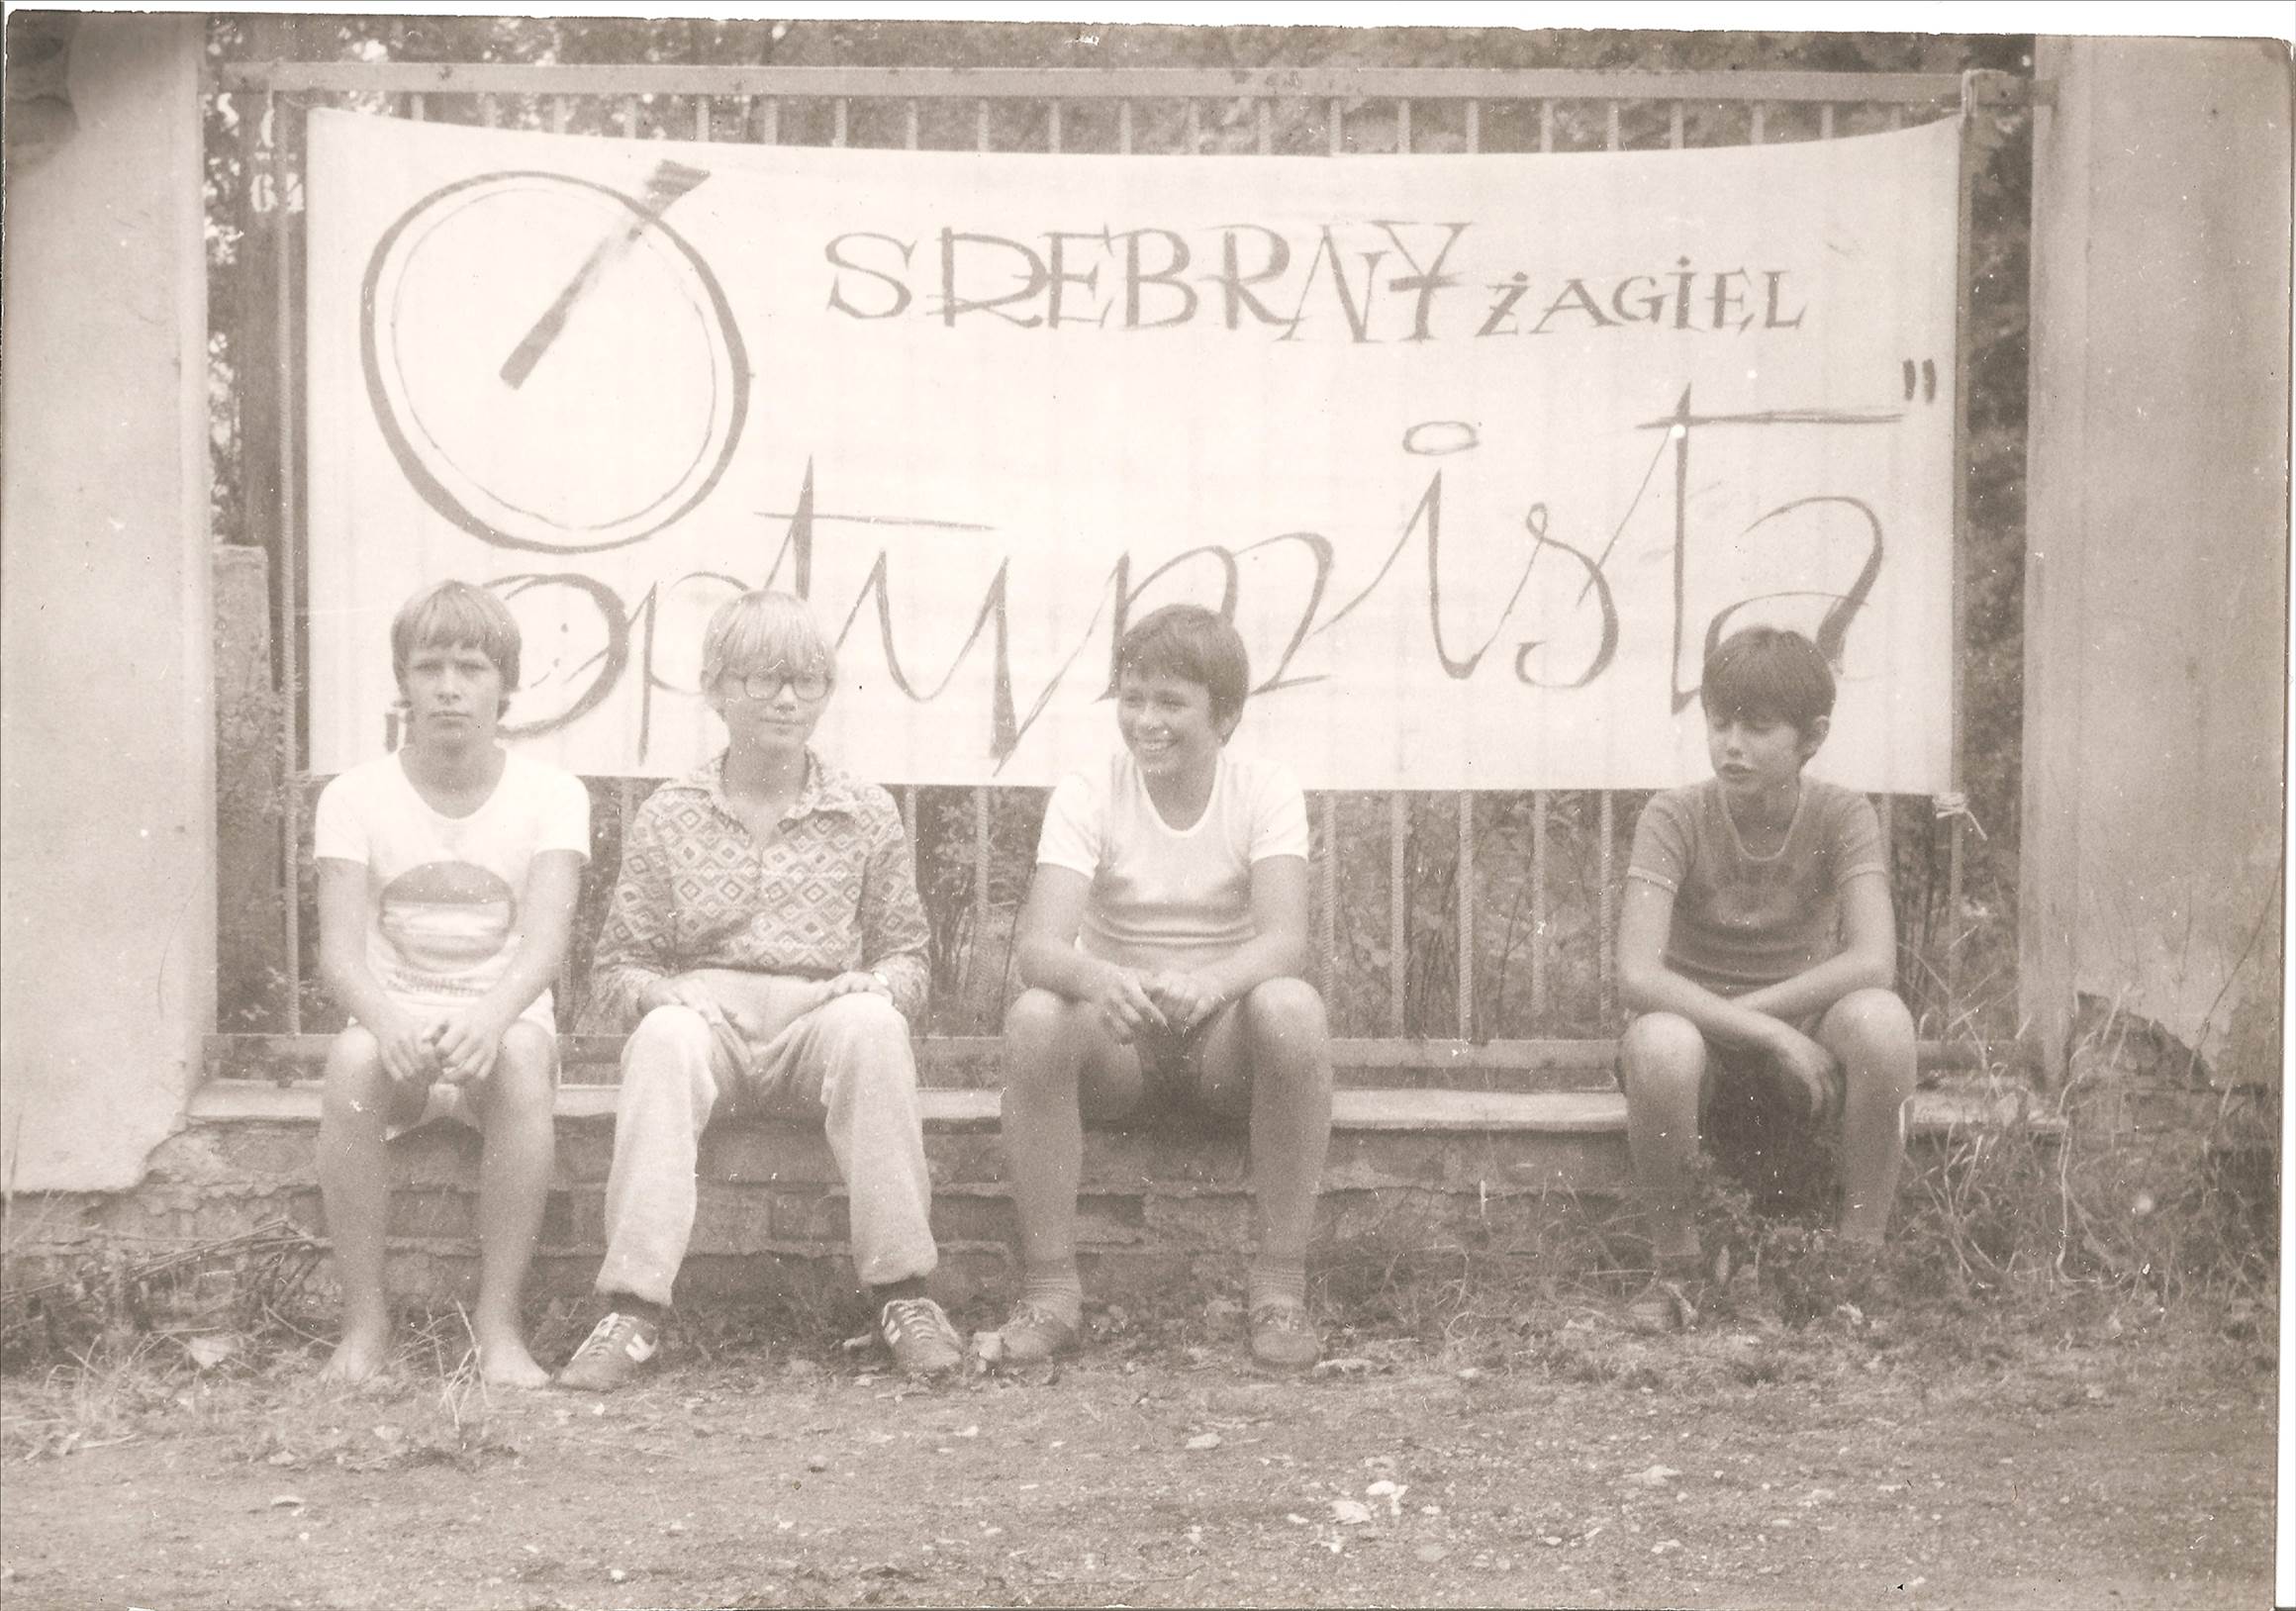 SREBRNY ŻAGIEL
"optymista"